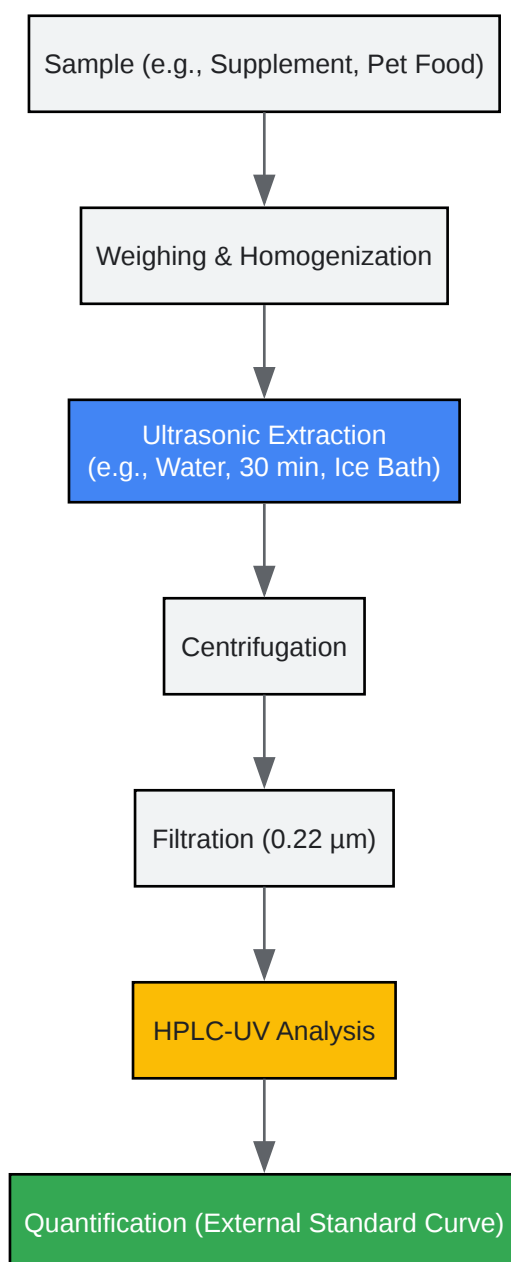 Sample (e.g., Supplement, Pet Food)
Weighing & Homogenization
Ultrasonic Extraction
(e.g., Water, 30 min, Ice Bath)
Centrifugation
Filtration (0.22 µm)
HPLC-UV Analysis
Quantification (External Standard Curve)